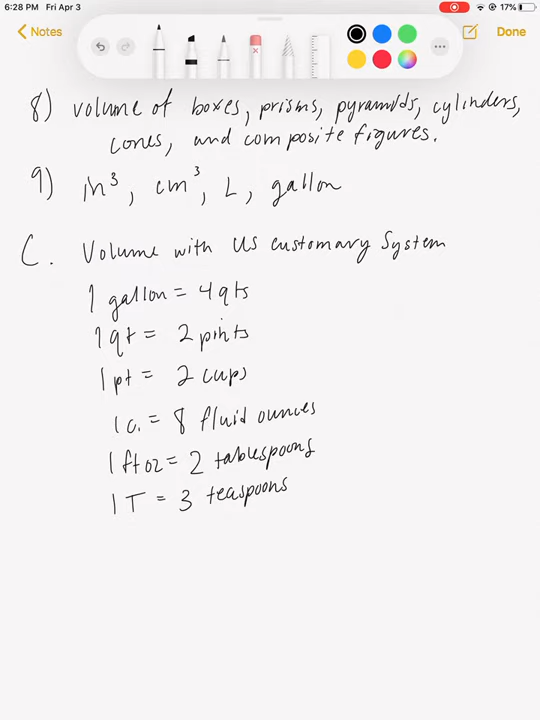 6:28 PM Fri Apr 3 17%
Notes Done
8) volume of boxes, prisms, pyramids, cylinders,
cones, and composite figures.
9) in³, cm³, L, gallon
C. Volume with US customary System
1 gallon = 4 qts
1 qt = 2 pints
1 pt = 2 cups
1 c. = 8 fluid ounces
1 ft oz = 2 tablespoons
1 T = 3 teaspoons